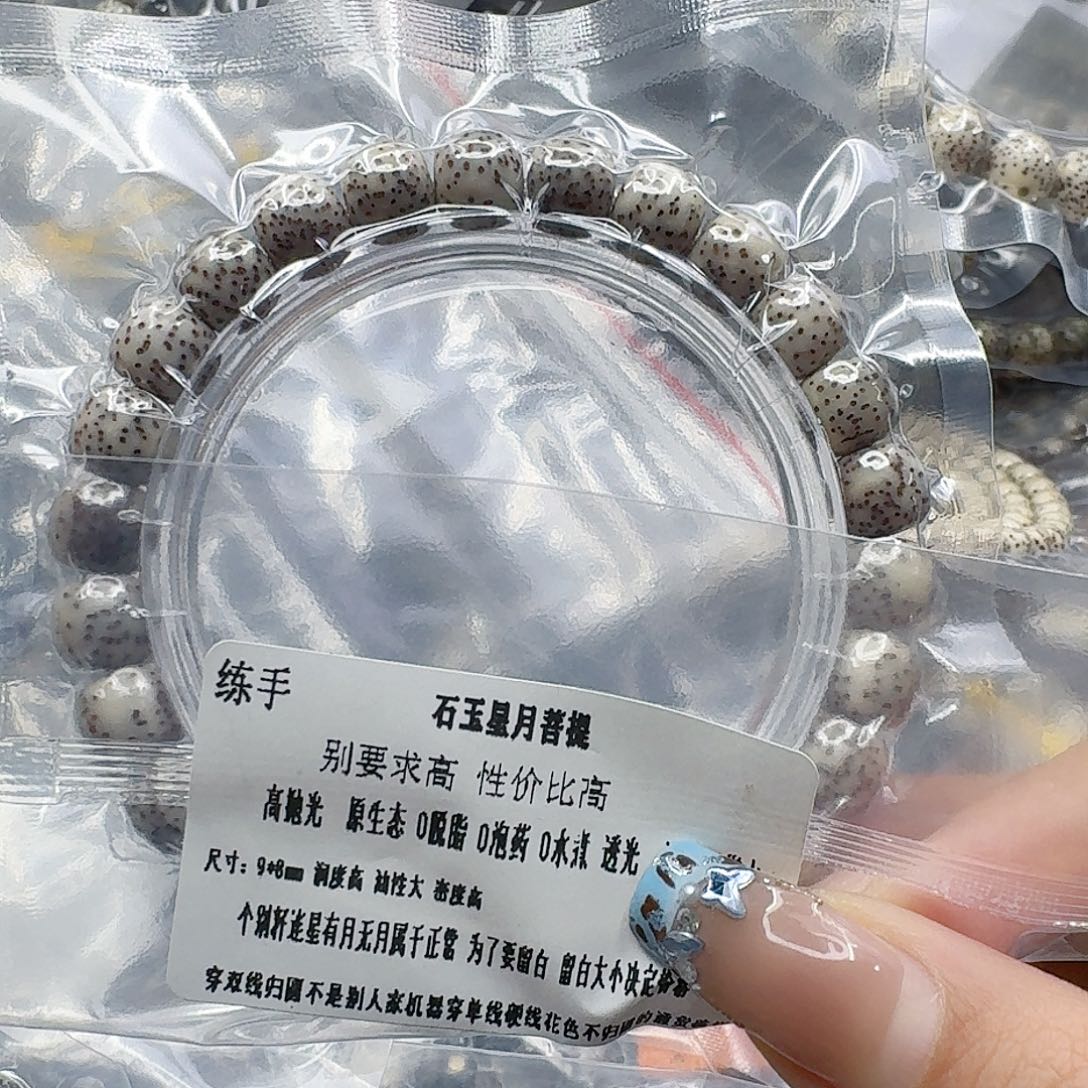 练手
石玉星月菩提
别要求高 性价比高
高抛光 原生态 0脱脂 0泡药 0水煮 透光
尺寸：9*8mm 润度高 油性大 密度高
个别籽连星有月无月属于正常 为了要留白 留白大小决定
穿双线归圆不是别人家机器穿单线硬线花色不归圆的